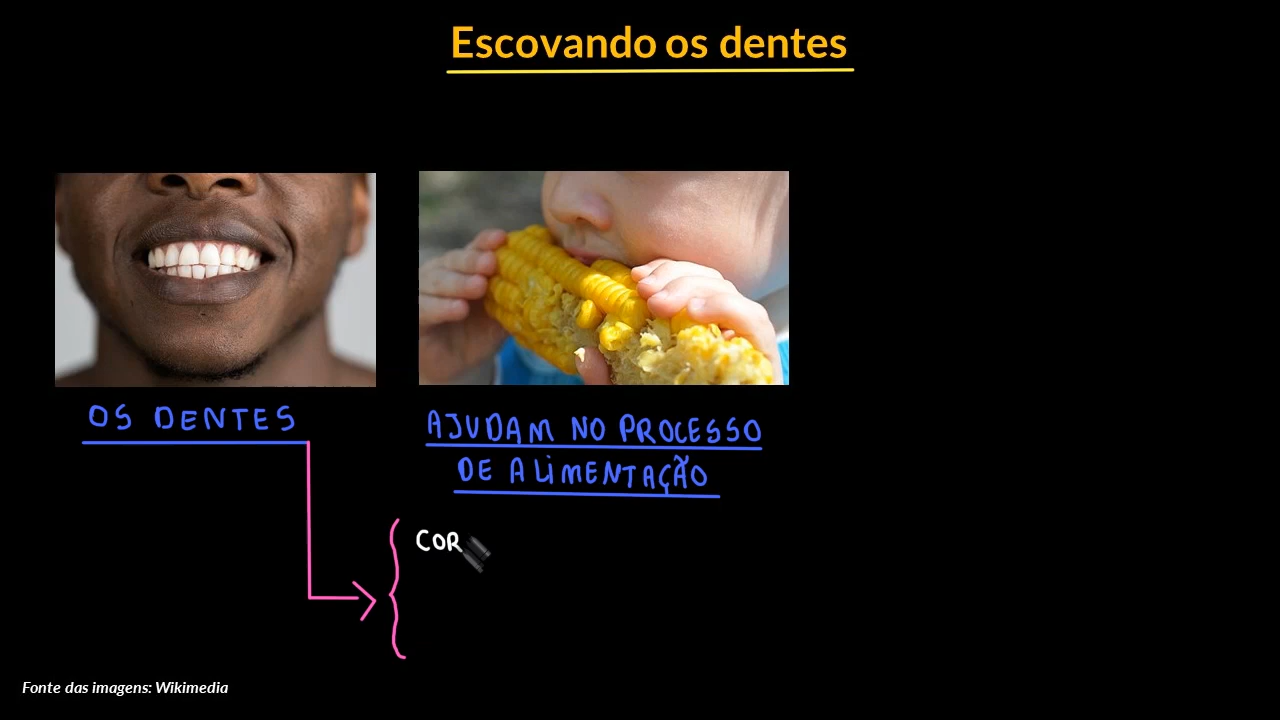 Escovando os dentes
OS DENTES
AJUDAM NO PROCESSO
DE ALIMENTAÇÃO
COR
Fonte das imagens: Wikimedia